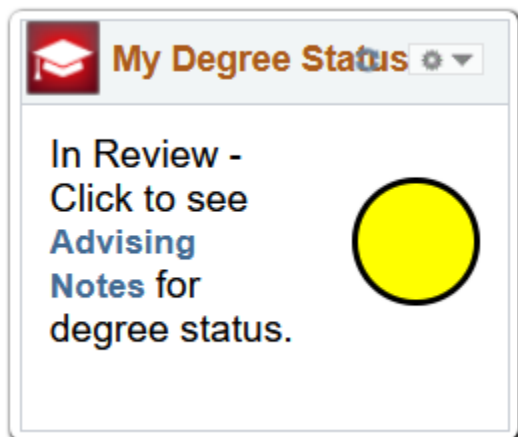 My Degree Status
In Review -
Click to see
Advising
Notes for
degree status.